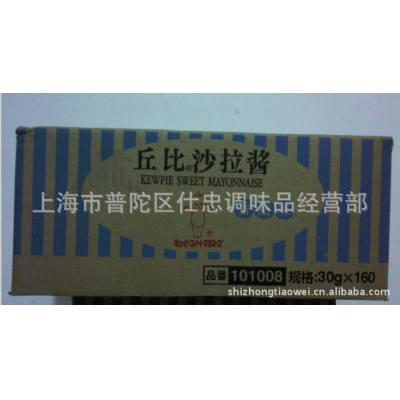 丘比沙拉酱
KEWPIE SWEET MAYONNAISE
上海市普陀区仕忠调味品经营部
®
品番 101008 规格:30g×160
shizhongtiaowei.cn.alibaba.com